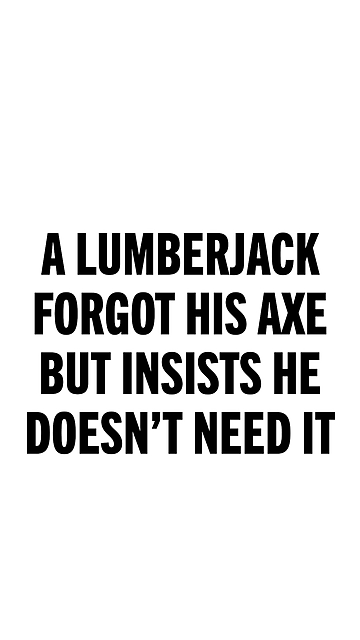 A LUMBERJACK
FORGOT HIS AXE
BUT INSISTS HE
DOESN’T NEED IT